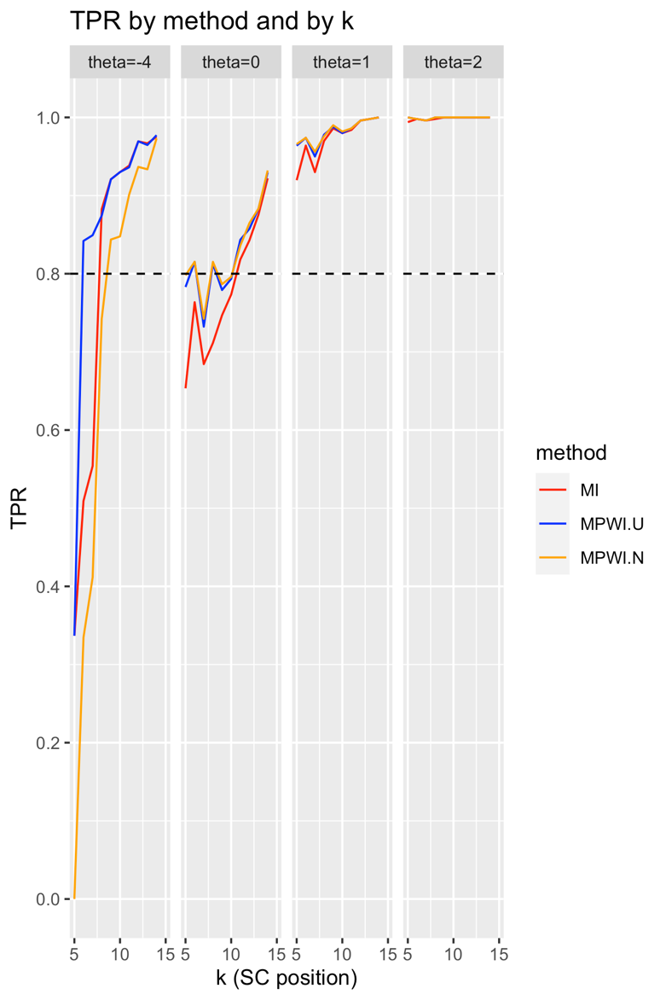 TPR by method and by k
theta=-4 theta=0 theta=1 theta=2
1.0
0.8
0.6
0.4
0.2
0.0
TPR
5 10 15 5 10 15 5 10 15 5 10 15
k (SC position)
method
MI
MPWI.U
MPWI.N